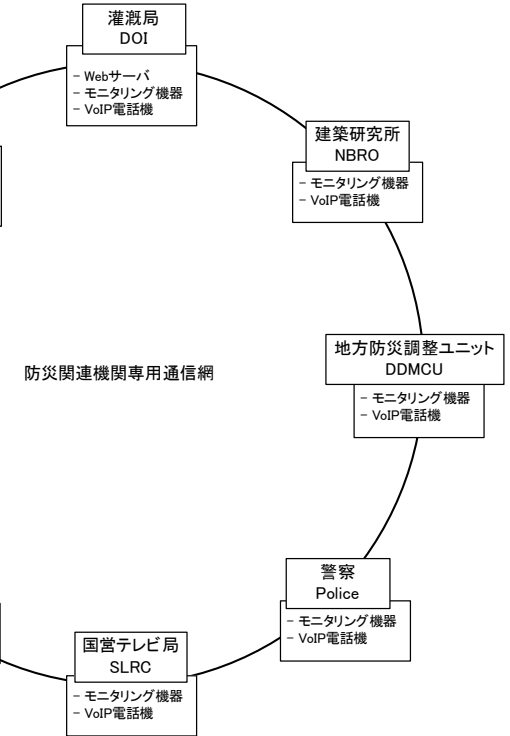 灌漑局
DOI
- Webサーバ
- モニタリング機器
- VoIP電話機
建築研究所
NBRO
- モニタリング機器
- VoIP電話機
防災関連機関専用通信網
地方防災調整ユニット
DDMCU
- モニタリング機器
- VoIP電話機
警察
Police
- モニタリング機器
- VoIP電話機
国営テレビ局
SLRC
- モニタリング機器
- VoIP電話機